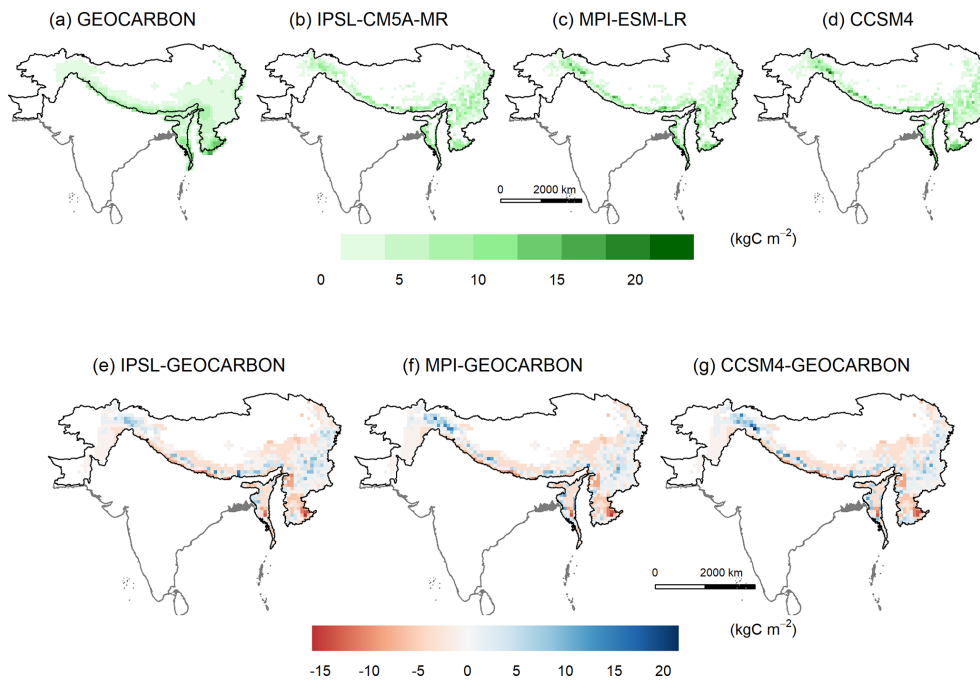 (a) GEOCARBON
(b) IPSL-CM5A-MR
(c) MPI-ESM-LR
(d) CCSM4
0 2000 km
(kgC m⁻²)
0 5 10 15 20
(e) IPSL-GEOCARBON
(f) MPI-GEOCARBON
(g) CCSM4-GEOCARBON
0 2000 km
(kgC m⁻²)
-15 -10 -5 0 5 10 15 20